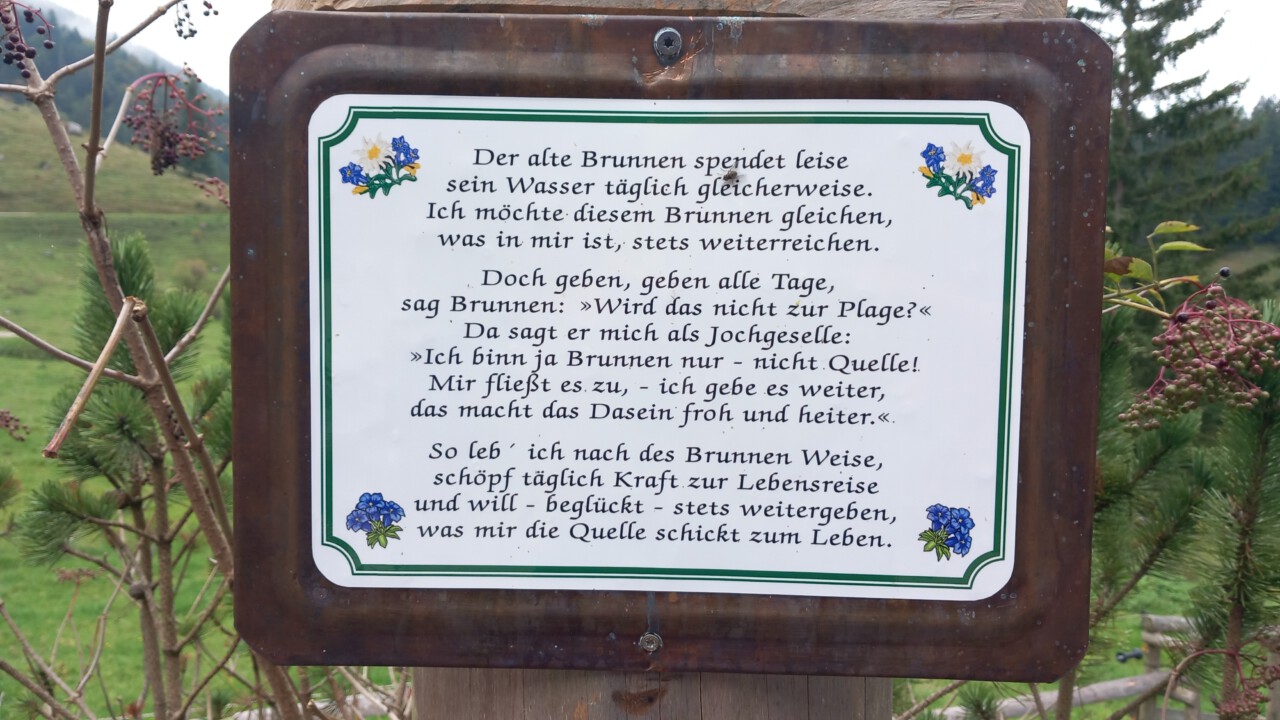 Der alte Brunnen spendet leise
sein Wasser täglich gleicherweise.
Ich möchte diesem Brunnen gleichen,
was in mir ist, stets weiterreichen.
Doch geben, geben alle Tage,
sag Brunnen: »Wird das nicht zur Plage?«
Da sagt er mich als Jochgeselle:
»Ich binn ja Brunnen nur - nicht Quelle!
Mir fließt es zu, - ich gebe es weiter,
das macht das Dasein froh und heiter.«
So leb ´ ich nach des Brunnen Weise,
schöpf täglich Kraft zur Lebensreise
und will - beglückt - stets weitergeben,
was mir die Quelle schickt zum Leben.